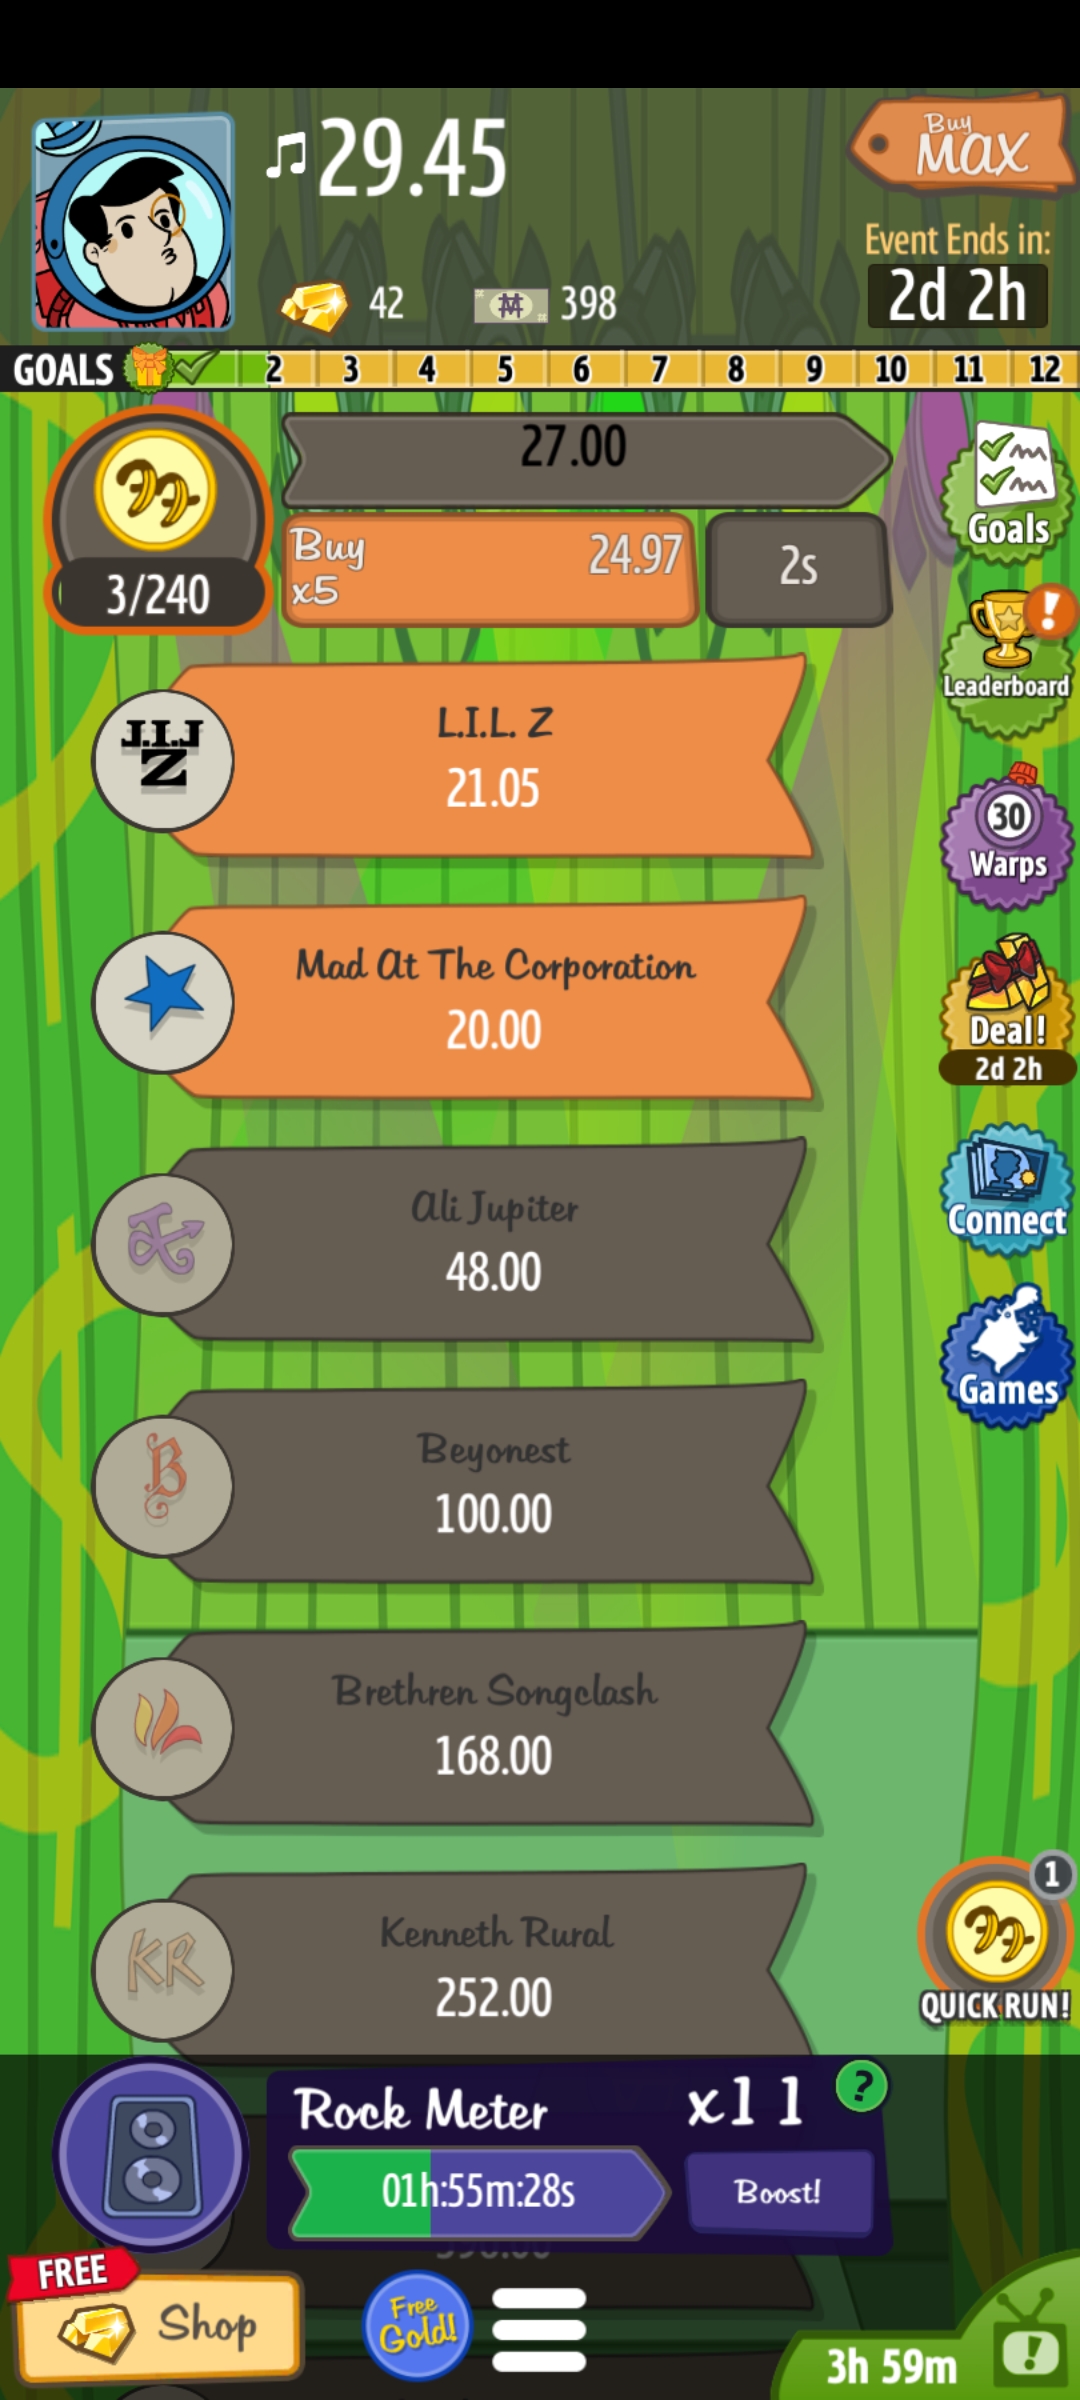 29.45
Buy
MAX
Event Ends in:
2d 2h
42
398
GOALS 2 3 4 5 6 7 8 9 10 11 12
27.00
Buy
x5
24.97
2s
3/240
Goals
L.I.L. Z
21.05
Leaderboard
Mad At The Corporation
20.00
30
Warps
Deal!
2d 2h
Ali Jupiter
48.00
Connect
Beyonest
100.00
Games
Brethren Songclash
168.00
KR
Kenneth Rural
252.00
1
QUICK RUN!
Rock Meter
x11
?
01h:55m:28s
Boost!
FREE
Shop
Free
Gold!
3h 59m